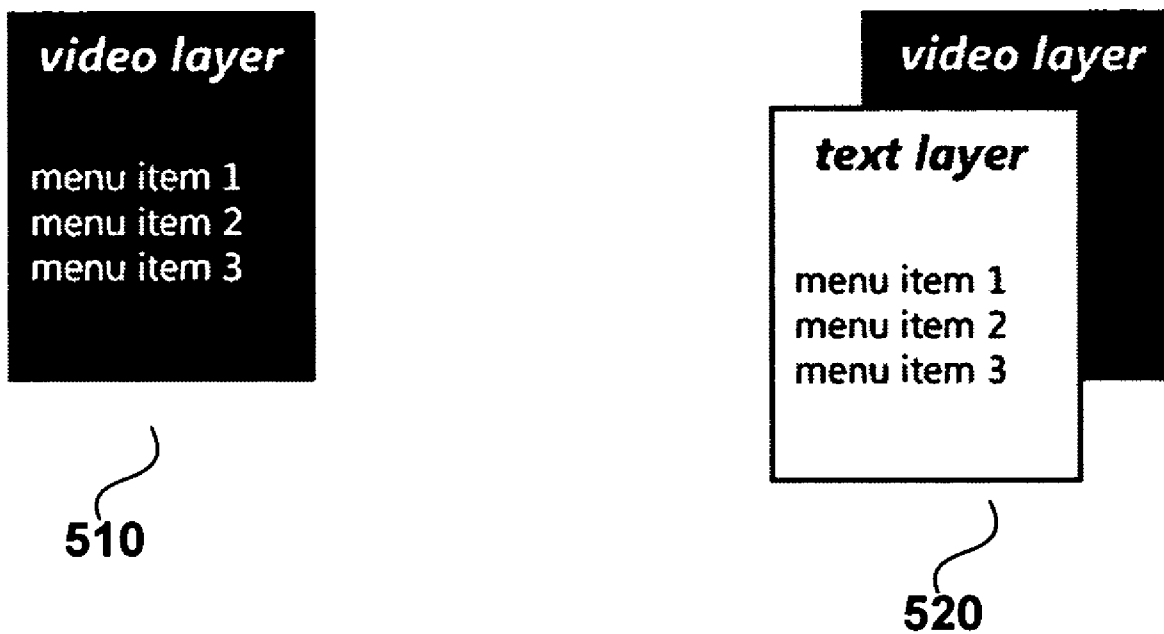 video layer
menu item 1
menu item 2
menu item 3
510
video layer
text layer
menu item 1
menu item 2
menu item 3
520